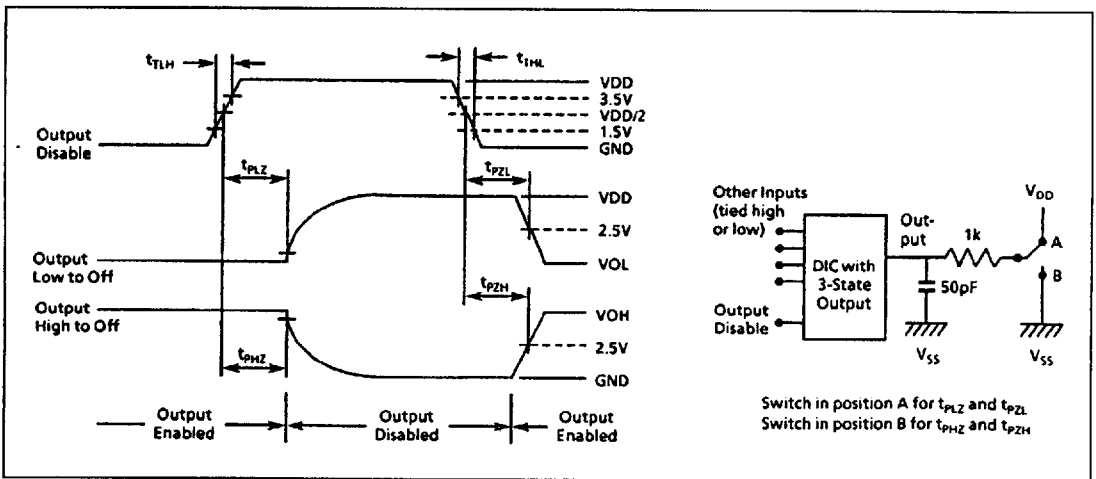 tTLH
tTHL
VDD
3.5V
VDD/2
1.5V
GND
Output
Disable
tPLZ
tPZL
VDD
2.5V
VOL
Output
Low to Off
tPZH
Output
High to Off
VOH
2.5V
GND
tPHZ
Output
Enabled
Output
Disabled
Output
Enabled
Other Inputs
(tied high
or low)
Out-
put
1k
VDD
A
B
DIC with
3-State
Output
50pF
Output
Disable
VSS
VSS
Switch in position A for tPLZ and tPZL
Switch in position B for tPHZ and tPZH